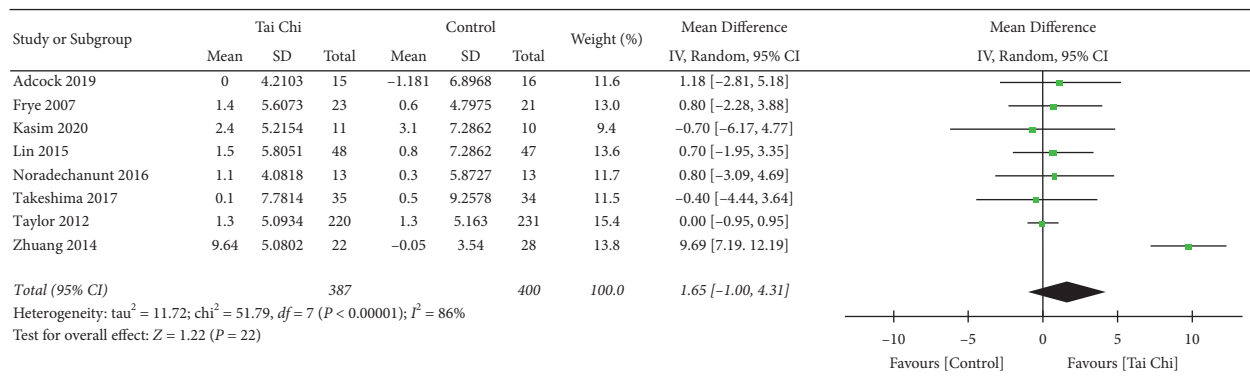 Tai Chi Control Mean Difference Mean Difference
Study or Subgroup Weight (%)
Mean SD Total Mean SD Total IV, Random, 95% CI IV, Random, 95% CI
Adcock 2019 0 4.2103 15 −1.181 6.8968 16 11.6 1.18 [−2.81, 5.18]
Frye 2007 1.4 5.6073 23 0.6 4.7975 21 13.0 0.80 [−2.28, 3.88]
Kasim 2020 2.4 5.2154 11 3.1 7.2862 10 9.4 −0.70 [−6.17, 4.77]
Lin 2015 1.5 5.8051 48 0.8 7.2862 47 13.6 0.70 [−1.95, 3.35]
Noradechanunt 2016 1.1 4.0818 13 0.3 5.8727 13 11.7 0.80 [−3.09, 4.69]
Takeshima 2017 0.1 7.7814 35 0.5 9.2578 34 11.5 −0.40 [−4.44, 3.64]
Taylor 2012 1.3 5.0934 220 1.3 5.163 231 15.4 0.00 [−0.95, 0.95]
Zhuang 2014 9.64 5.0802 22 −0.05 3.54 28 13.8 9.69 [7.19. 12.19]
Total (95% CI) 387 400 100.0 1.65 [−1.00, 4.31]
Heterogeneity: tau² = 11.72; chi² = 51.79, df = 7 (P < 0.00001); I² = 86%
Test for overall effect: Z = 1.22 (P = 22)
−10 −5 0 5 10
Favours [Control] Favours [Tai Chi]